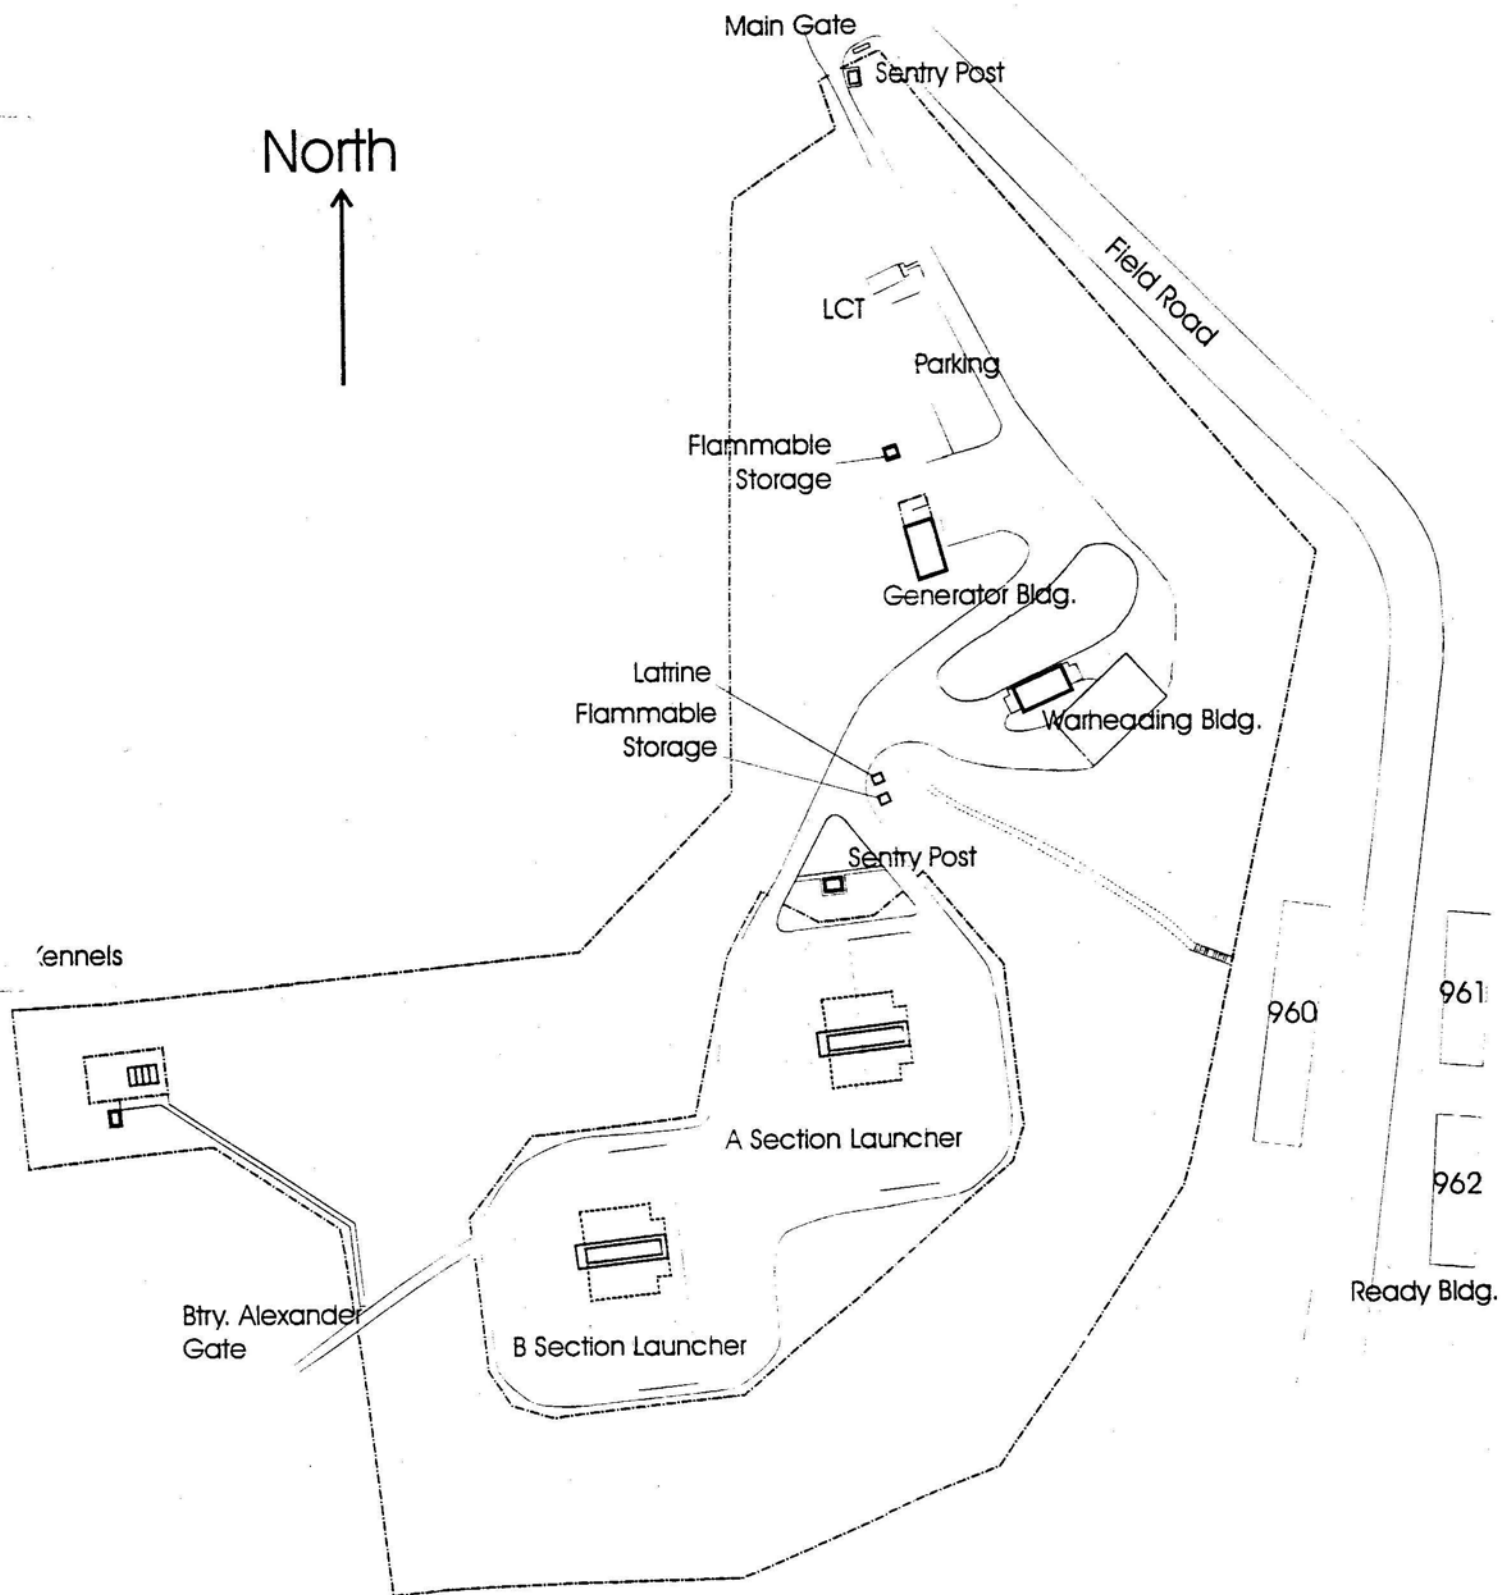 Main Gate
Sentry Post
North
Field Road
LCT
Parking
Flammable
Storage
Generator Bldg.
Latrine
Flammable
Storage
Warheading Bldg.
Sentry Post
ennels
960
961
A Section Launcher
962
Btry. Alexander
Gate
B Section Launcher
Ready Bldg.